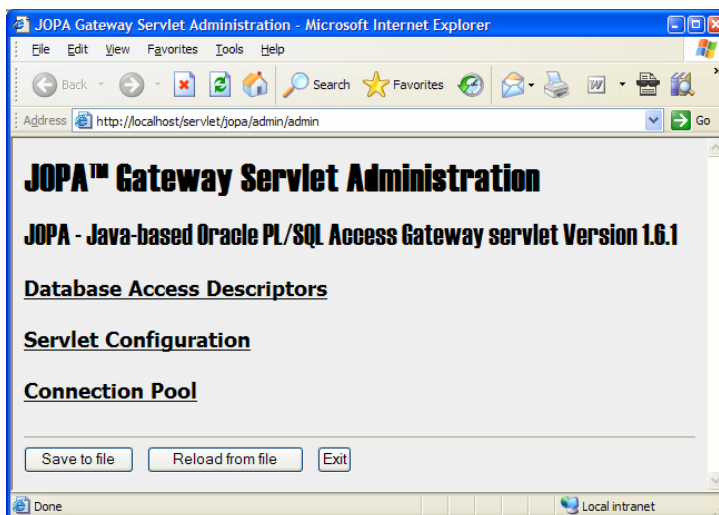 JOPA Gateway Servlet Administration - Microsoft Internet Explorer
File Edit View Favorites Tools Help
Back Search Favorites
Address http://localhost/servlet/jopa/admin/admin Go
JOPA™ Gateway Servlet Administration
JOPA - Java-based Oracle PL/SQL Access Gateway servlet Version 1.6.1
Database Access Descriptors
Servlet Configuration
Connection Pool
Save to file Reload from file Exit
Done Local intranet